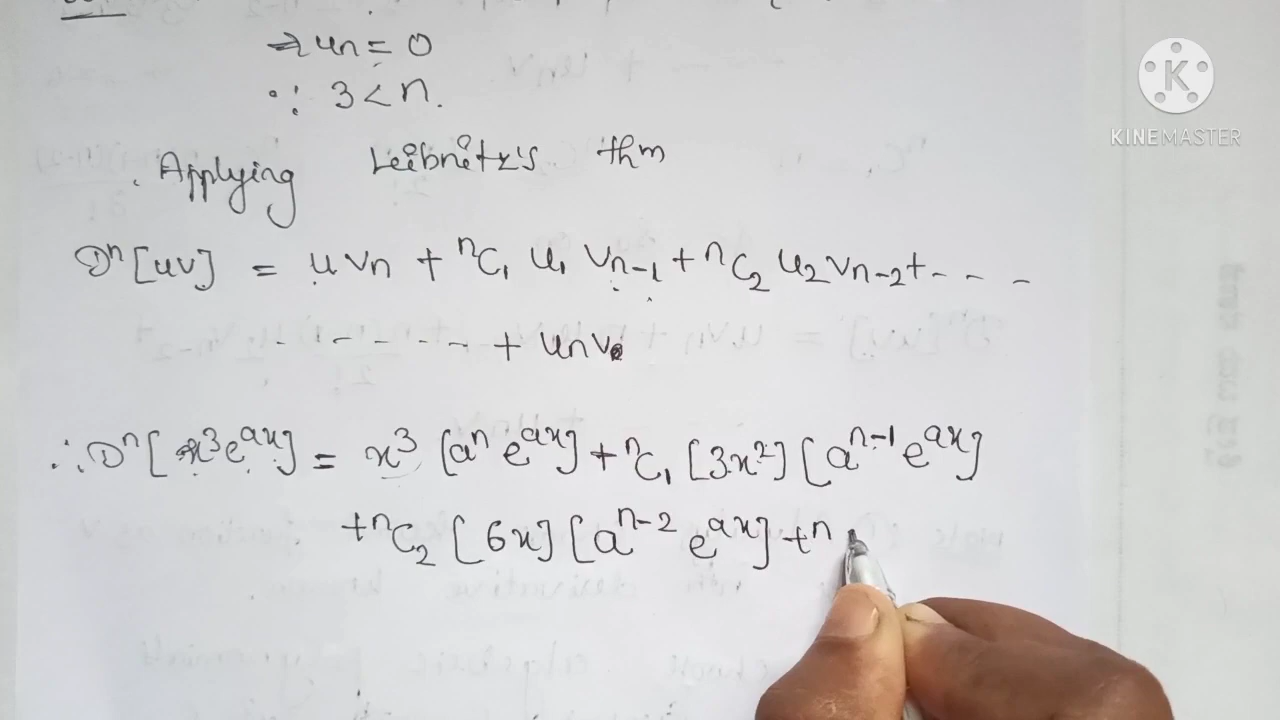 ⇒ un = 0
∵ 3 < n.
KINEMASTER
. Applying Leibnitz's thm
Dⁿ[uv] = uvn + ⁿC₁ u₁ vn-1 + ⁿC₂ u₂ vn-2 + - - -
- - - - - - + unv
∴ Dⁿ[x³eᵃˣ] = x³ [aⁿ eᵃˣ] + ⁿC₁ [3x²] [aⁿ⁻¹ eᵃˣ]
+ ⁿC₂ [6x] [aⁿ⁻² eᵃˣ] + ⁿ